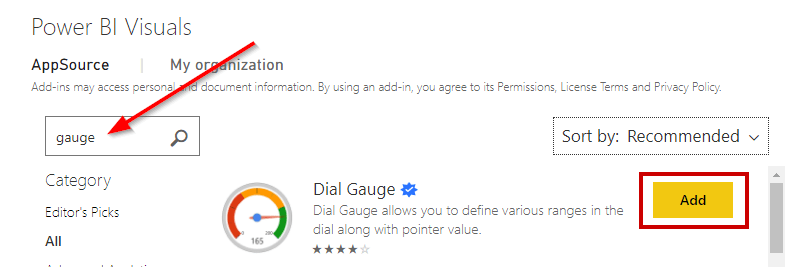 Power BI Visuals
AppSource | My organization
Add-ins may access personal and document information. By using an add-in, you agree to its Permissions, License Terms and Privacy Policy.
gauge
Sort by: Recommended
Category
Editor's Picks
All
Dial Gauge
Dial Gauge allows you to define various ranges in the
dial along with pointer value.
Add
0
280
165